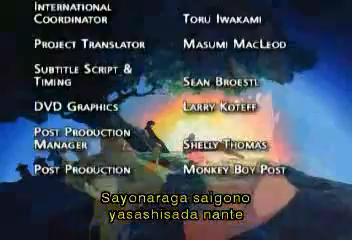 INTERNATIONAL
COORDINATOR TORU IWAKAMI
PROJECT TRANSLATOR MASUMI MACLEOD
SUBTITLE SCRIPT &
TIMING SEAN BROESTL
DVD GRAPHICS LARRY KOTEFF
POST PRODUCTION
MANAGER SHELLY THOMAS
POST PRODUCTION MONKEY BOY POST
Sayonaraga saigono
yasashisada nante